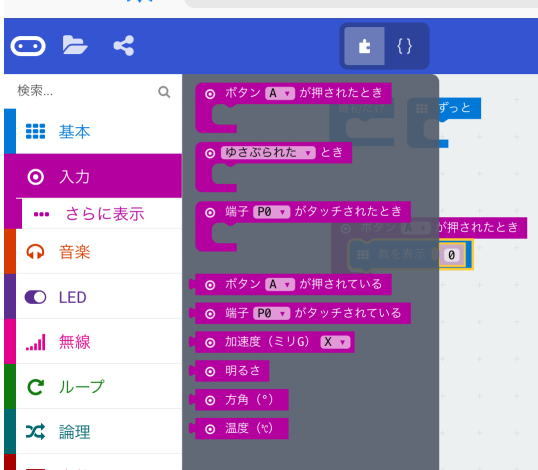 {}
検索...
基本
入力
さらに表示
音楽
LED
無線
ループ
論理
ボタン A が押されたとき
ゆさぶられた とき
端子 P0 がタッチされたとき
ボタン A が押されている
端子 P0 がタッチされている
加速度 (ミリG) X
明るさ
方角 (°)
温度 (℃)
最初だけ
ずっと
ボタン A が押されたとき
数を表示 0